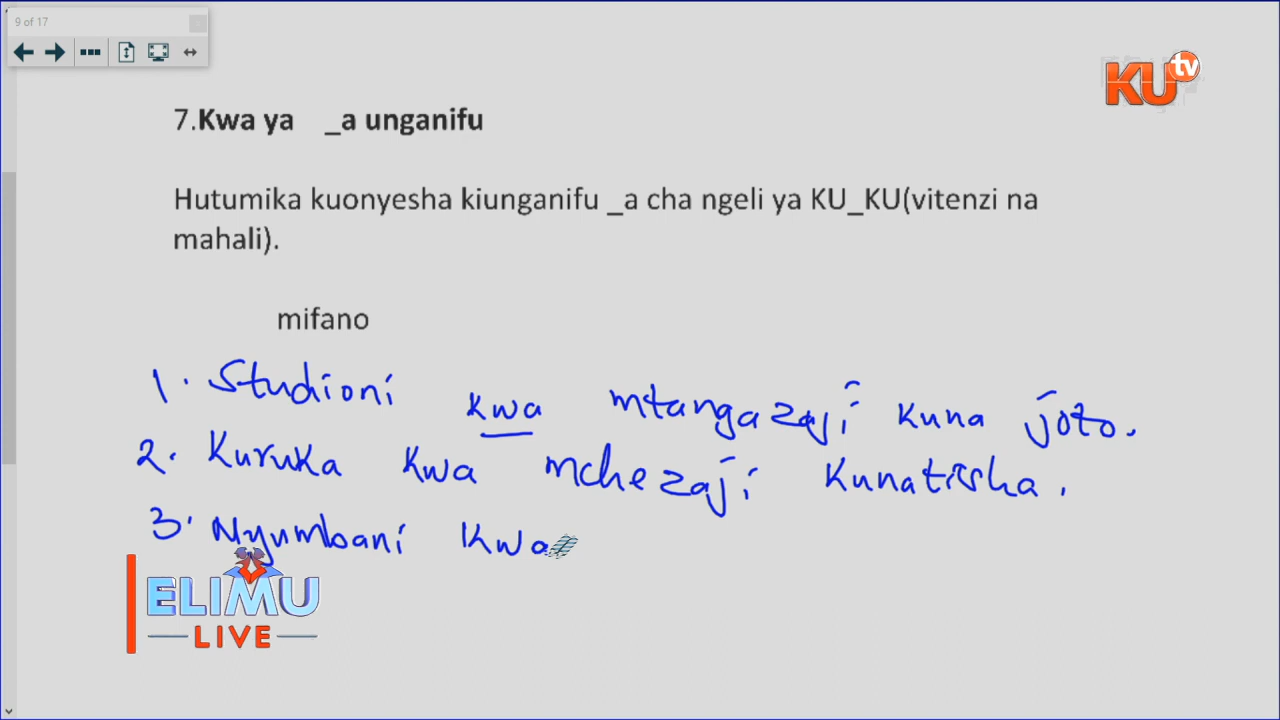 9 of 17
KU tv
7.Kwa ya _a unganifu
Hutumika kuonyesha kiunganifu _a cha ngeli ya KU_KU(vitenzi na
mahali).
mifano
1. Studioni kwa mtangazaji kuna joto.
2. Kuruka kwa mchezaji kunatisha.
3. Nyumbani kwa
ELIMU
LIVE